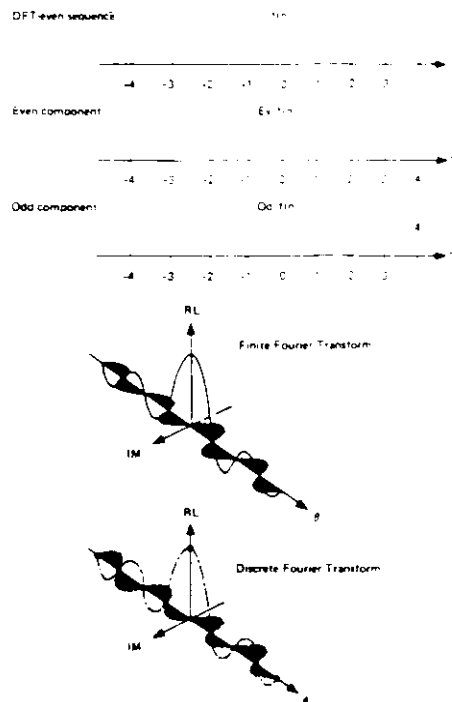 DFT-even sequence
-4 -3 -2 -1 0 1 2 3
Even component
-4 -3 -2 -1 0 1 2 3 4
Odd component
4
-4 -3 -2 -1 0 1 2 3
RL
Finite Fourier Transform
IM
θ
RL
Discrete Fourier Transform
IM